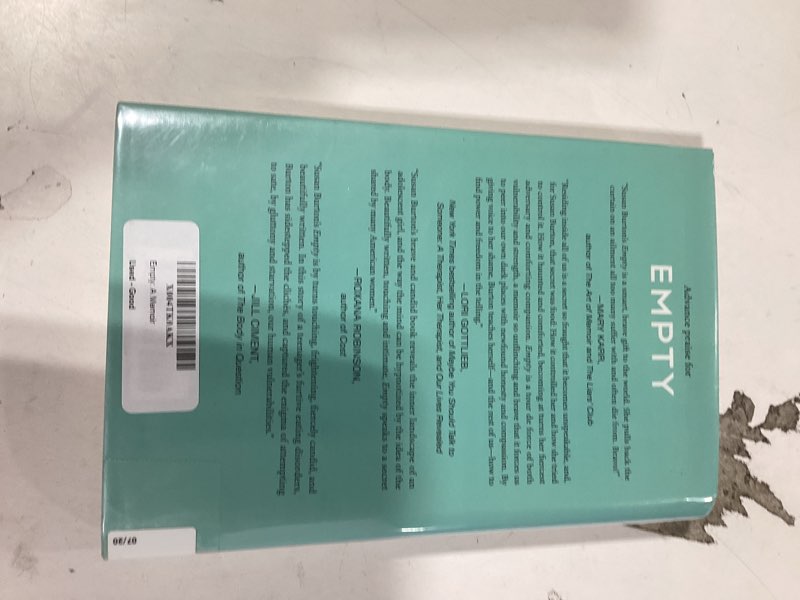 Advance praise for
EMPTY
"Susan Burton's Empty is a smart, brave gift to the world. She pulls back the
curtain on an ailment all too many suffer with and often die from. Bravo!"
—MARY KARR,
author of The Art of Memoir and The Liars' Club
"Residing inside all of us is a secret so fraught that it becomes unspeakable, and,
for Susan Burton, that secret was food: How it controlled her and how she tried
to control it. How it haunted and comforted, becoming at turns her fiercest
adversary and comforting companion. Empty is a tour de force of both
vulnerability and strength, a memoir so unflinching and brave that it forces us
to peer into our own dark places with newfound honesty and compassion. By
giving voice to her shame, Burton teaches herself—and the rest of us—how to
find power and freedom in the telling."
—LORI GOTTLIEB,
New York Times bestselling author of Maybe You Should Talk to
Someone: A Therapist, Her Therapist, and Our Lives Revealed
"Susan Burton's brave and candid book reveals the inner landscape of an
adolescent girl, and the way the mind can be hypnotized by the idea of the
body. Beautifully written, touching and intimate, Empty speaks to a secret
shared by many American women."
—ROXANA ROBINSON,
author of Cost
"Susan Burton's Empty is by turns touching, frightening, fiercely candid, and
beautifully written. In this story of a teenager's furtive eating disorders,
Burton has sidestepped the clichés, and captured the enigma of attempting
to sate, by gluttony and starvation, our human vulnerabilities."
—JILL CIMENT,
author of The Body in Question
X004TK0AKX
Empty: A Memoir
Used - Good
07/20